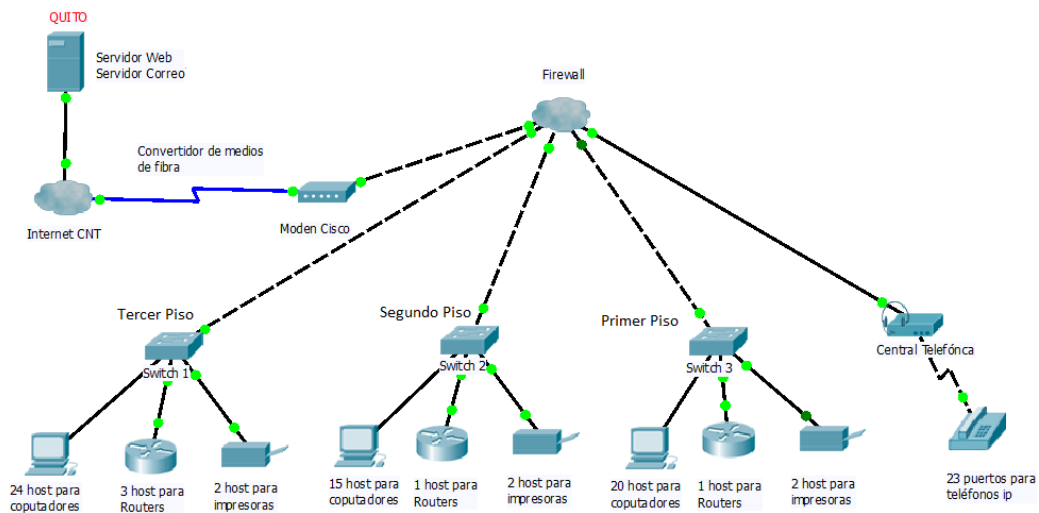 QUITO
Servidor Web
Servidor Correo
Firewall
Convertidor de medios
de fibra
Internet CNT
Moden Cisco
Tercer Piso
Segundo Piso
Primer Piso
Switch 1
Switch 2
Switch 3
Central Telefónca
24 host para
coputadores
3 host para
Routers
2 host para
impresoras
15 host para
coputadores
1 host para
Routers
2 host para
impresoras
20 host para
coputadores
1 host para
Routers
2 host para
impresoras
23 puertos para
teléfonos ip